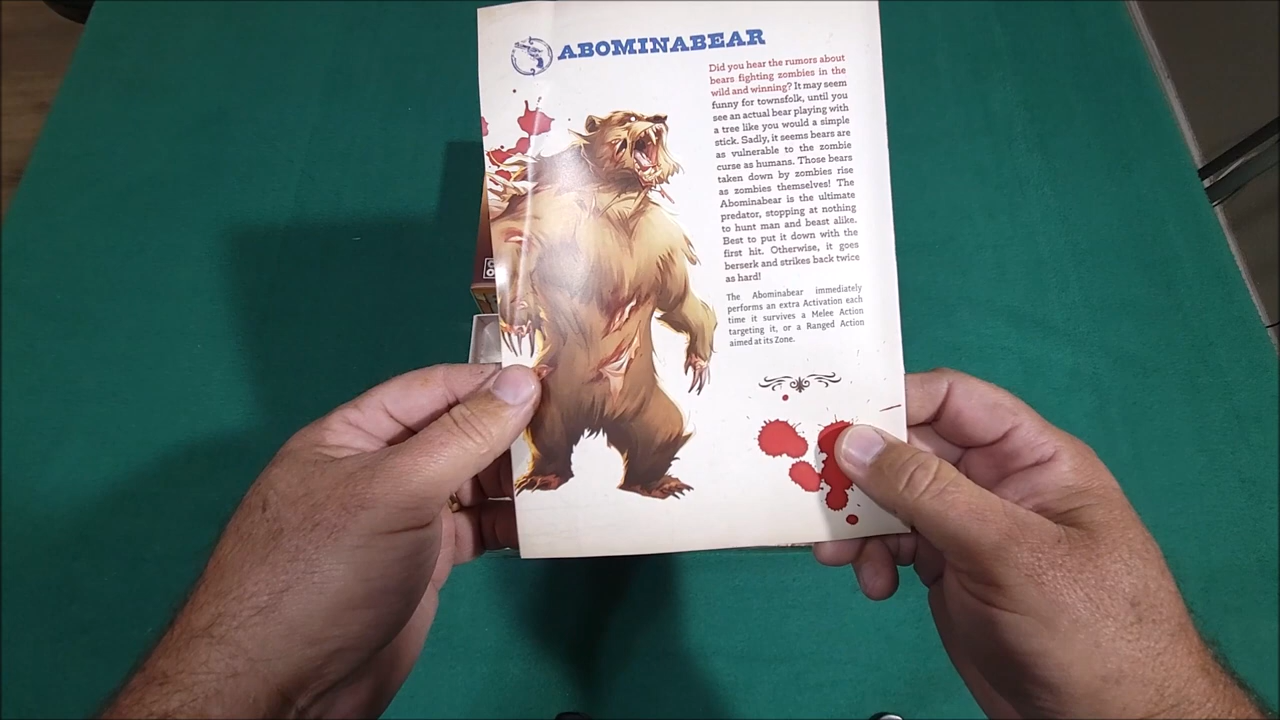 ABOMINABEAR
Did you hear the rumors about
bears fighting zombies in the
wild and winning? It may seem
funny for townsfolk, until you
see an actual bear playing with
a tree like you would a simple
stick. Sadly, it seems bears are
as vulnerable to the zombie
curse as humans. Those bears
taken down by zombies rise
as zombies themselves! The
Abominabear is the ultimate
predator, stopping at nothing
to hunt man and beast alike.
Best to put it down with the
first hit. Otherwise, it goes
berserk and strikes back twice
as hard!
The Abominabear immediately
performs an extra Activation each
time it survives a Melee Action
targeting it, or a Ranged Action
aimed at its Zone.